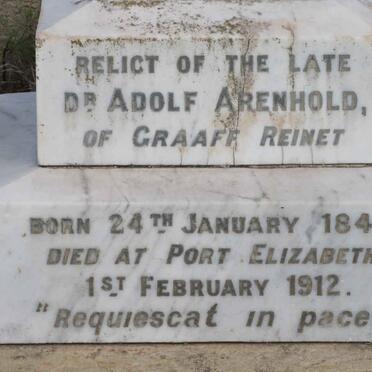 RELICT OF THE LATE
DR ADOLF ARENHOLD,
OF GRAAFF REINET
BORN 24TH JANUARY 184
DIED AT PORT ELIZABETH
1ST FEBRUARY 1912.
"Requiescat in pace